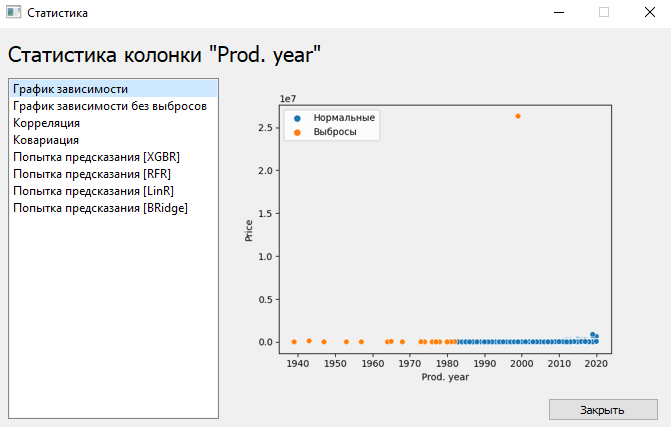 Статистика
Статистика колонки "Prod. year"
График зависимости
График зависимости без выбросов
Корреляция
Ковариация
Попытка предсказания [XGBR]
Попытка предсказания [RFR]
Попытка предсказания [LinR]
Попытка предсказания [BRidge]
1e7
Нормальные
Выбросы
2.5
2.0
1.5
1.0
0.5
0.0
Price
1940 1950 1960 1970 1980 1990 2000 2010 2020
Prod. year
Закрыть